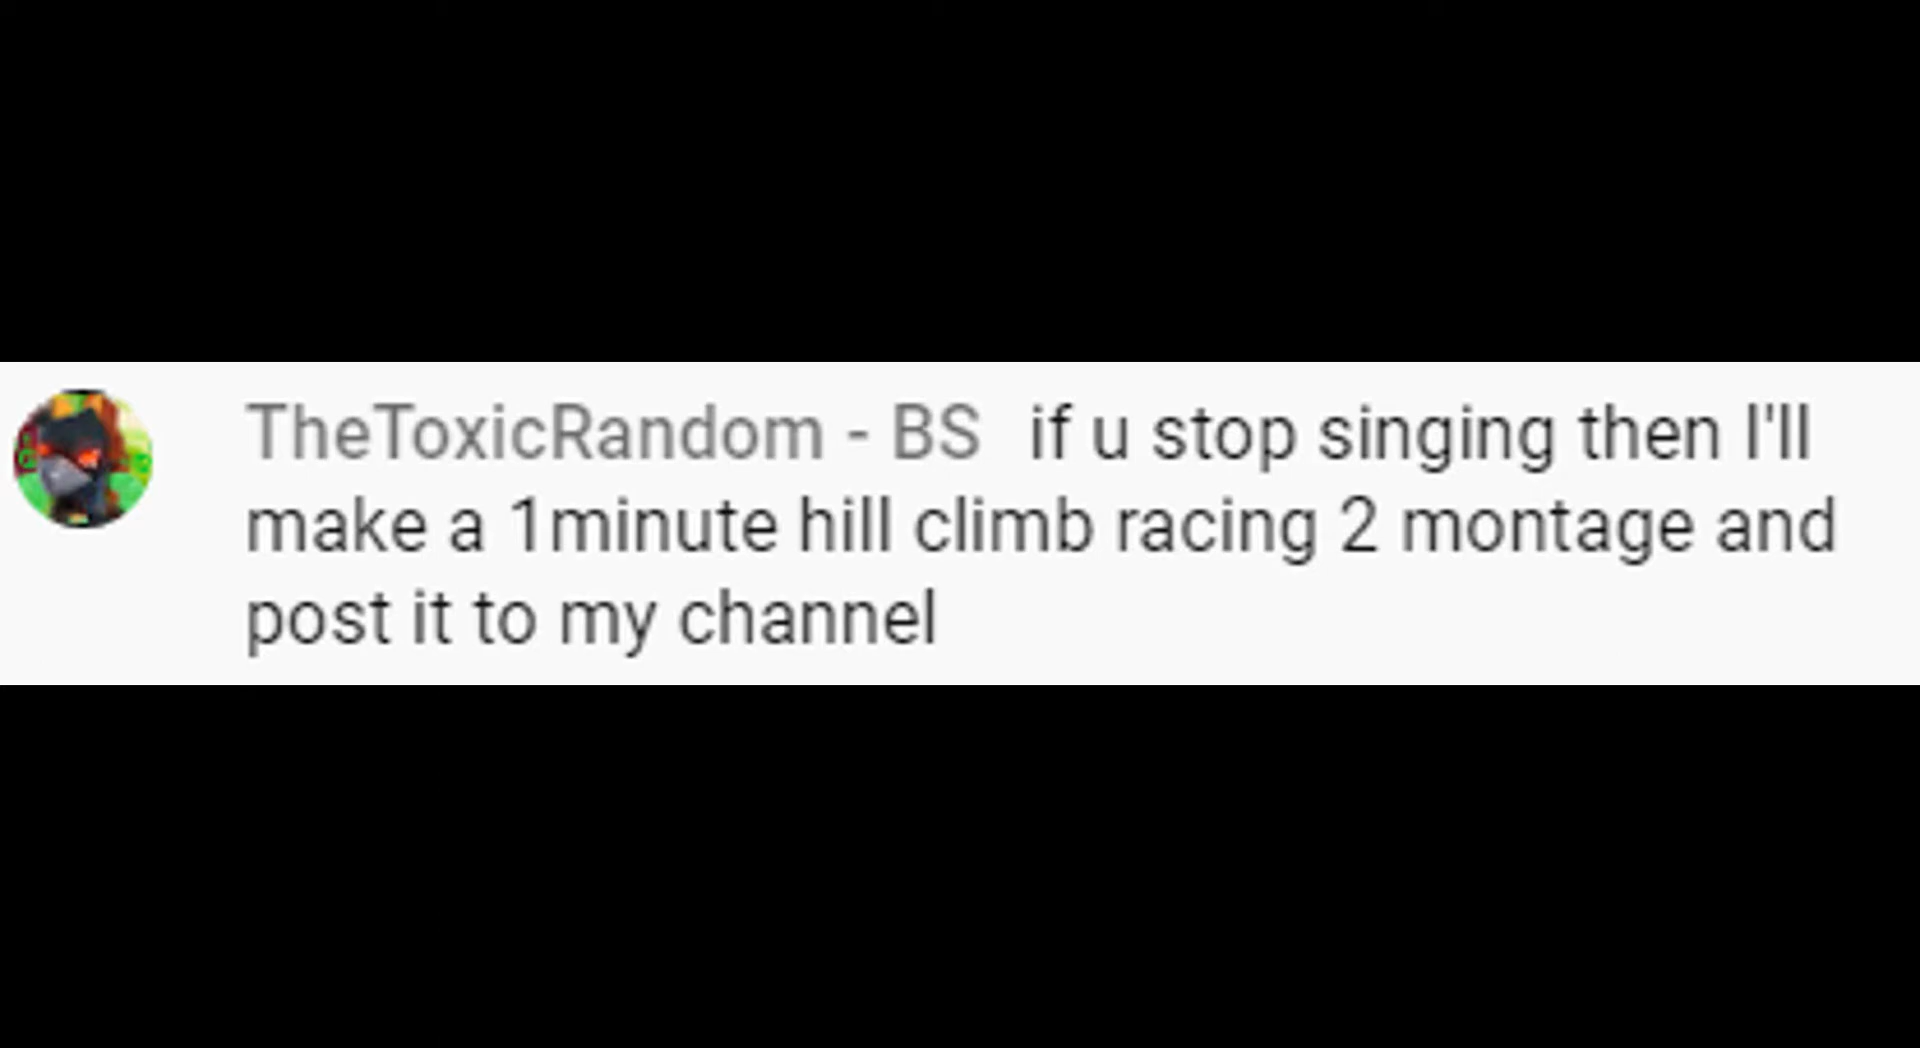 TheToxicRandom - BS if u stop singing then I'll
make a 1minute hill climb racing 2 montage and
post it to my channel